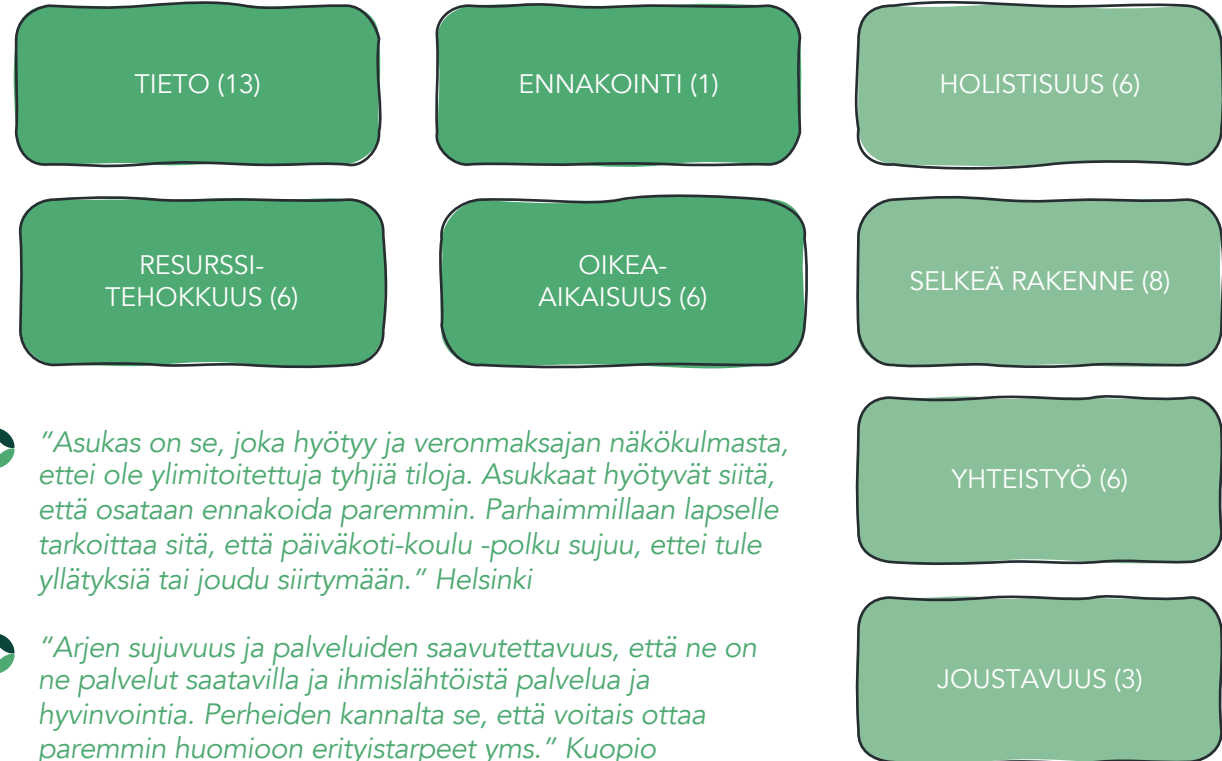 TIETO (13)
ENNAKOINTI (1)
HOLISTISUUS (6)
RESURSSI-
TEHOKKUUS (6)
OIKEA-
AIKAISUUS (6)
SELKEÄ RAKENNE (8)
YHTEISTYÖ (6)
JOUSTAVUUS (3)
”Asukas on se, joka hyötyy ja veronmaksajan näkökulmasta,
ettei ole ylimitoitettuja tyhjiä tiloja. Asukkaat hyötyvät siitä,
että osataan ennakoida paremmin. Parhaimmillaan lapselle
tarkoittaa sitä, että päiväkoti-koulu -polku sujuu, ettei tule
yllätyksiä tai joudu siirtymään.” Helsinki
”Arjen sujuvuus ja palveluiden saavutettavuus, että ne on
ne palvelut saatavilla ja ihmislähtöistä palvelua ja
hyvinvointia. Perheiden kannalta se, että voitais ottaa
paremmin huomioon erityistarpeet yms.” Kuopio